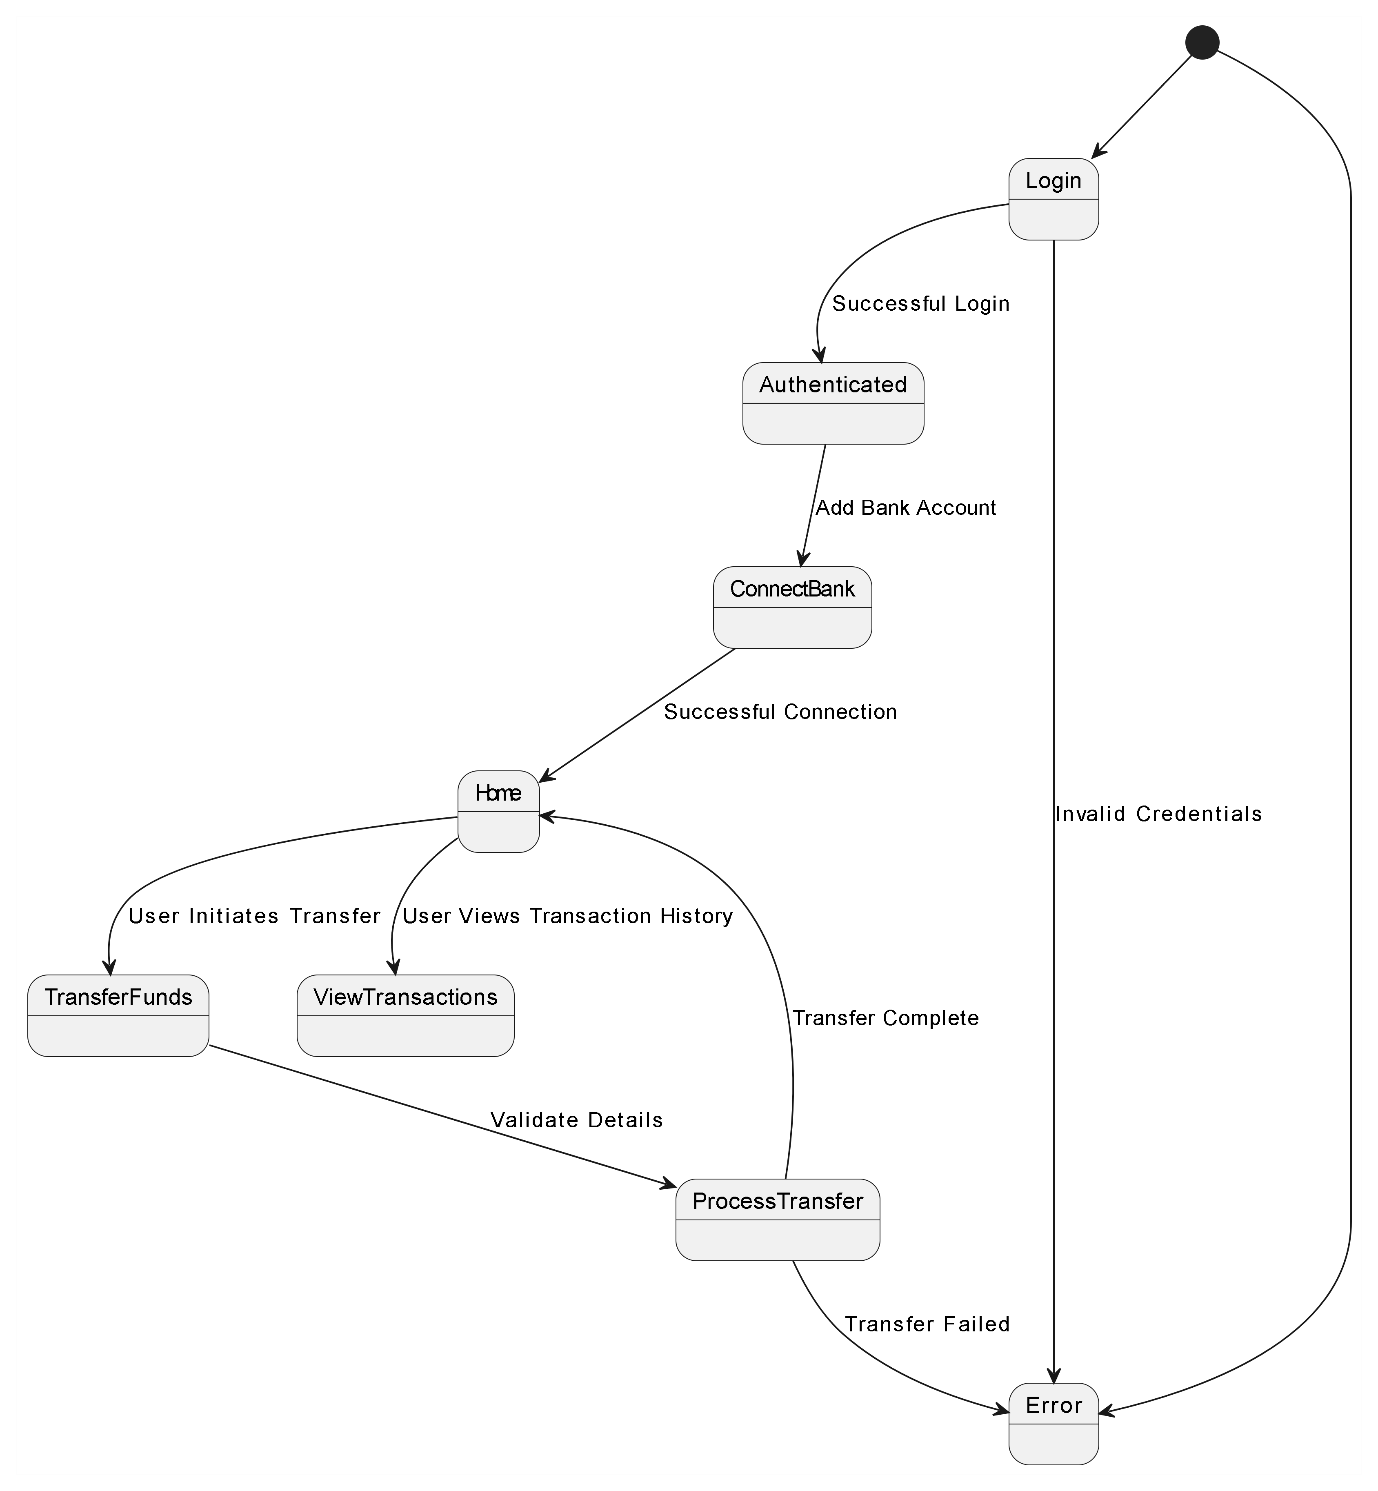 Login
Successful Login
Authenticated
Add Bank Account
ConnectBank
Successful Connection
Home
Invalid Credentials
User Initiates Transfer
User Views Transaction History
TransferFunds
ViewTransactions
Transfer Complete
Validate Details
ProcessTransfer
Transfer Failed
Error